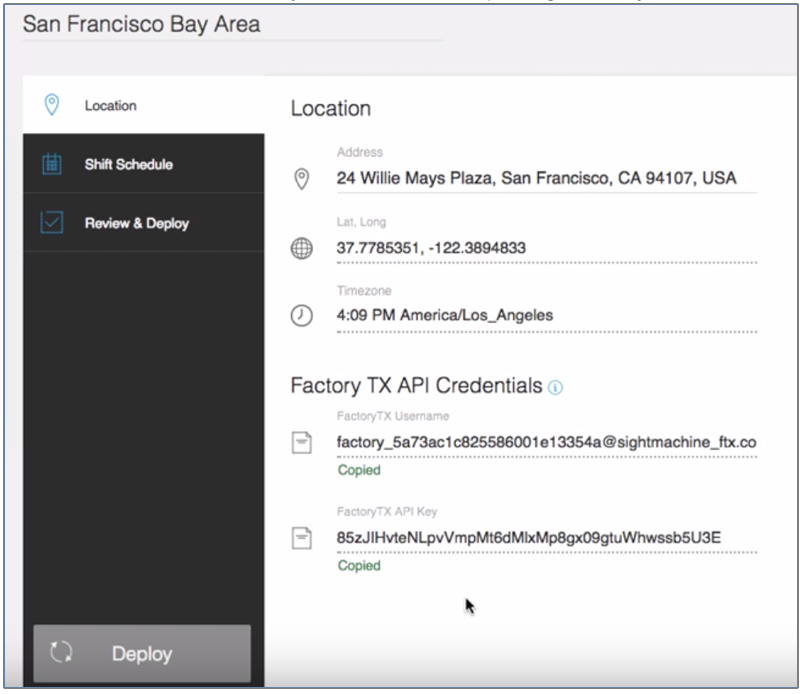 San Francisco Bay Area
Location
Shift Schedule
Review & Deploy
Deploy
Location
Address
24 Willie Mays Plaza, San Francisco, CA 94107, USA
Lat, Long
37.7785351, -122.3894833
Timezone
4:09 PM America/Los_Angeles
Factory TX API Credentials
FactoryTX Username
factory_5a73ac1c825586001e13354a@sightmachine_ftx.co
Copied
FactoryTX API Key
85zJIHvteNLpvVmpMt6dMlxMp8gx09gtuWhwssb5U3E
Copied